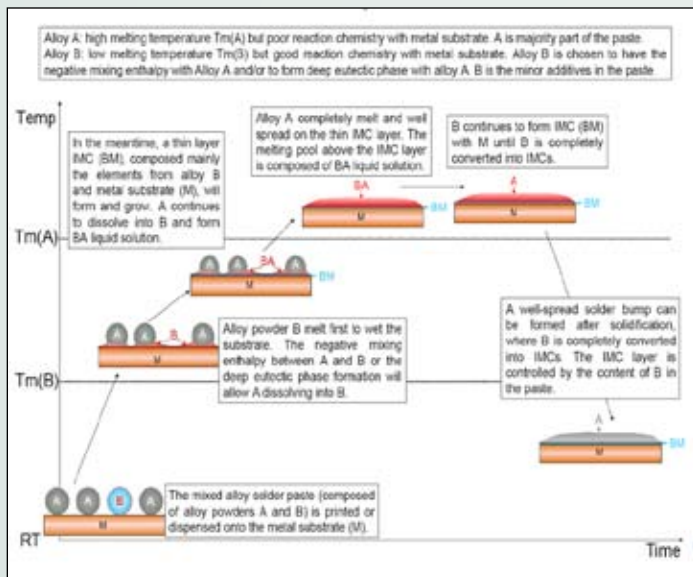 Alloy A: high melting temperature Tm(A) but poor reaction chemistry with metal substrate. A is majority part of the paste.
Alloy B: low melting temperature Tm(B) but good reaction chemistry with metal substrate. Alloy B is chosen to have the
negative mixing enthalpy with Alloy A and/or to form deep eutectic phase with alloy A. B is the minor additives in the paste
Temp
In the meantime, a thin layer
IMC (BM), composed mainly
the elements from alloy B
and metal substrate (M), will
form and grow. A continues
to dissolve into B and form
BA liquid solution.
Alloy A completely melt and well
spread on the thin IMC layer. The
melting pool above the IMC layer
is composed of BA liquid solution.
B continues to form IMC (BM)
with M until B is completely
converted into IMCs.
BA
M
BM
A
M
BM
Tm(A)
A
A
BA
A
M
BM
A
A
B
A
M
Alloy powder B melt first to wet the
substrate. The negative mixing
enthalpy between A and B or the
deep eutectic phase formation will
allow A dissolving into B.
A well-spread solder bump can
be formed after solidification,
where B is completely converted
into IMCs. The IMC layer is
controlled by the content of B in
the paste.
Tm(B)
A
M
BM
A
A
B
A
M
The mixed alloy solder paste (composed
of alloy powders A and B) is printed or
dispensed onto the metal substrate (M).
RT
Time